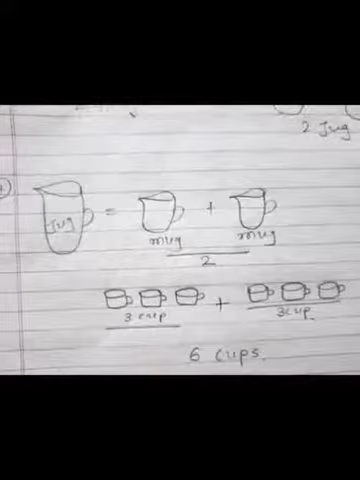 2 Jug
Jug = mug + mug
2
3 cup + 3cup
6 cups.